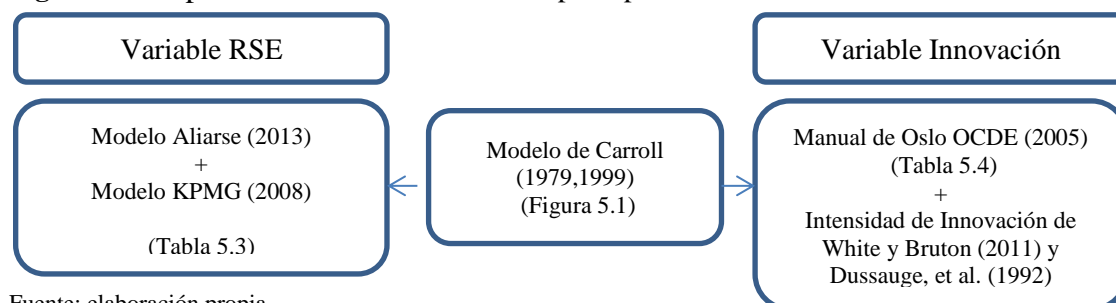 Variable RSE
Variable Innovación
Modelo Aliarse (2013)
+
Modelo KPMG (2008)
(Tabla 5.3)
Modelo de Carroll
(1979,1999)
(Figura 5.1)
Manual de Oslo OCDE (2005)
(Tabla 5.4)
+
Intensidad de Innovación de
White y Bruton (2011) y
Dussauge, et al. (1992)
Fuente: elaboración propia